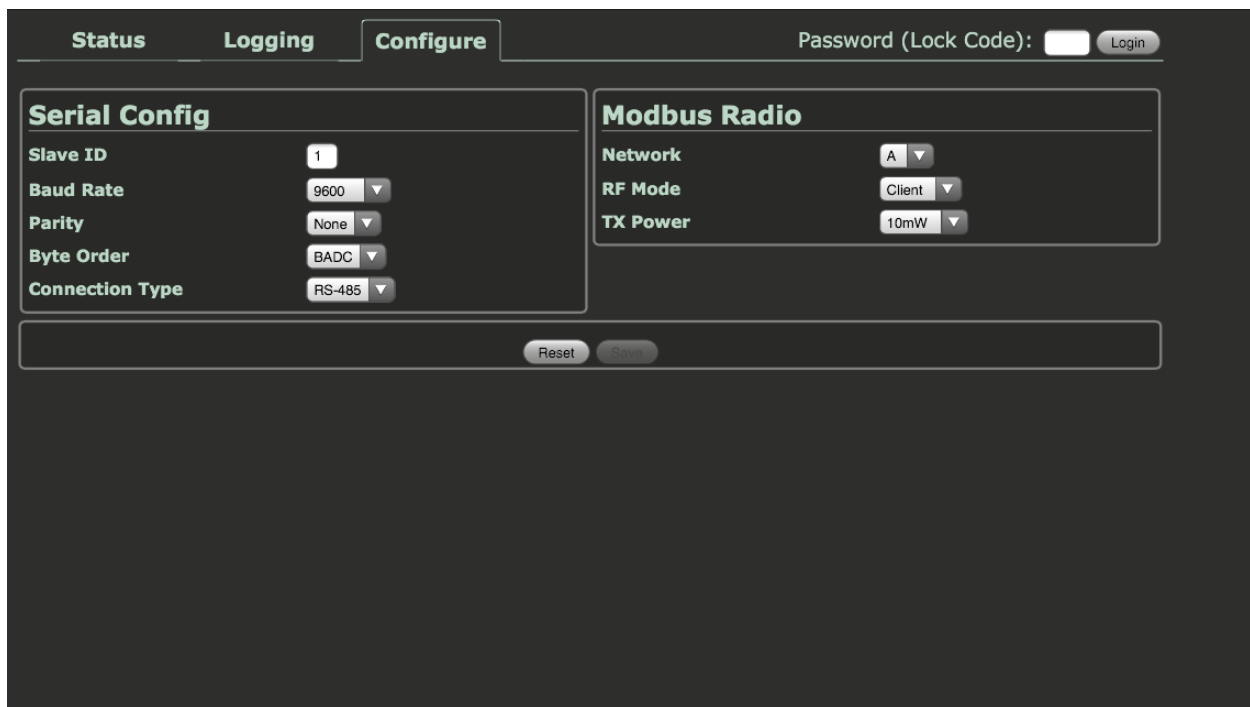 Status Logging Configure Password (Lock Code): Login
Serial Config
Slave ID 1
Baud Rate 9600
Parity None
Byte Order BADC
Connection Type RS-485
Modbus Radio
Network A
RF Mode Client
TX Power 10mW
Reset Save